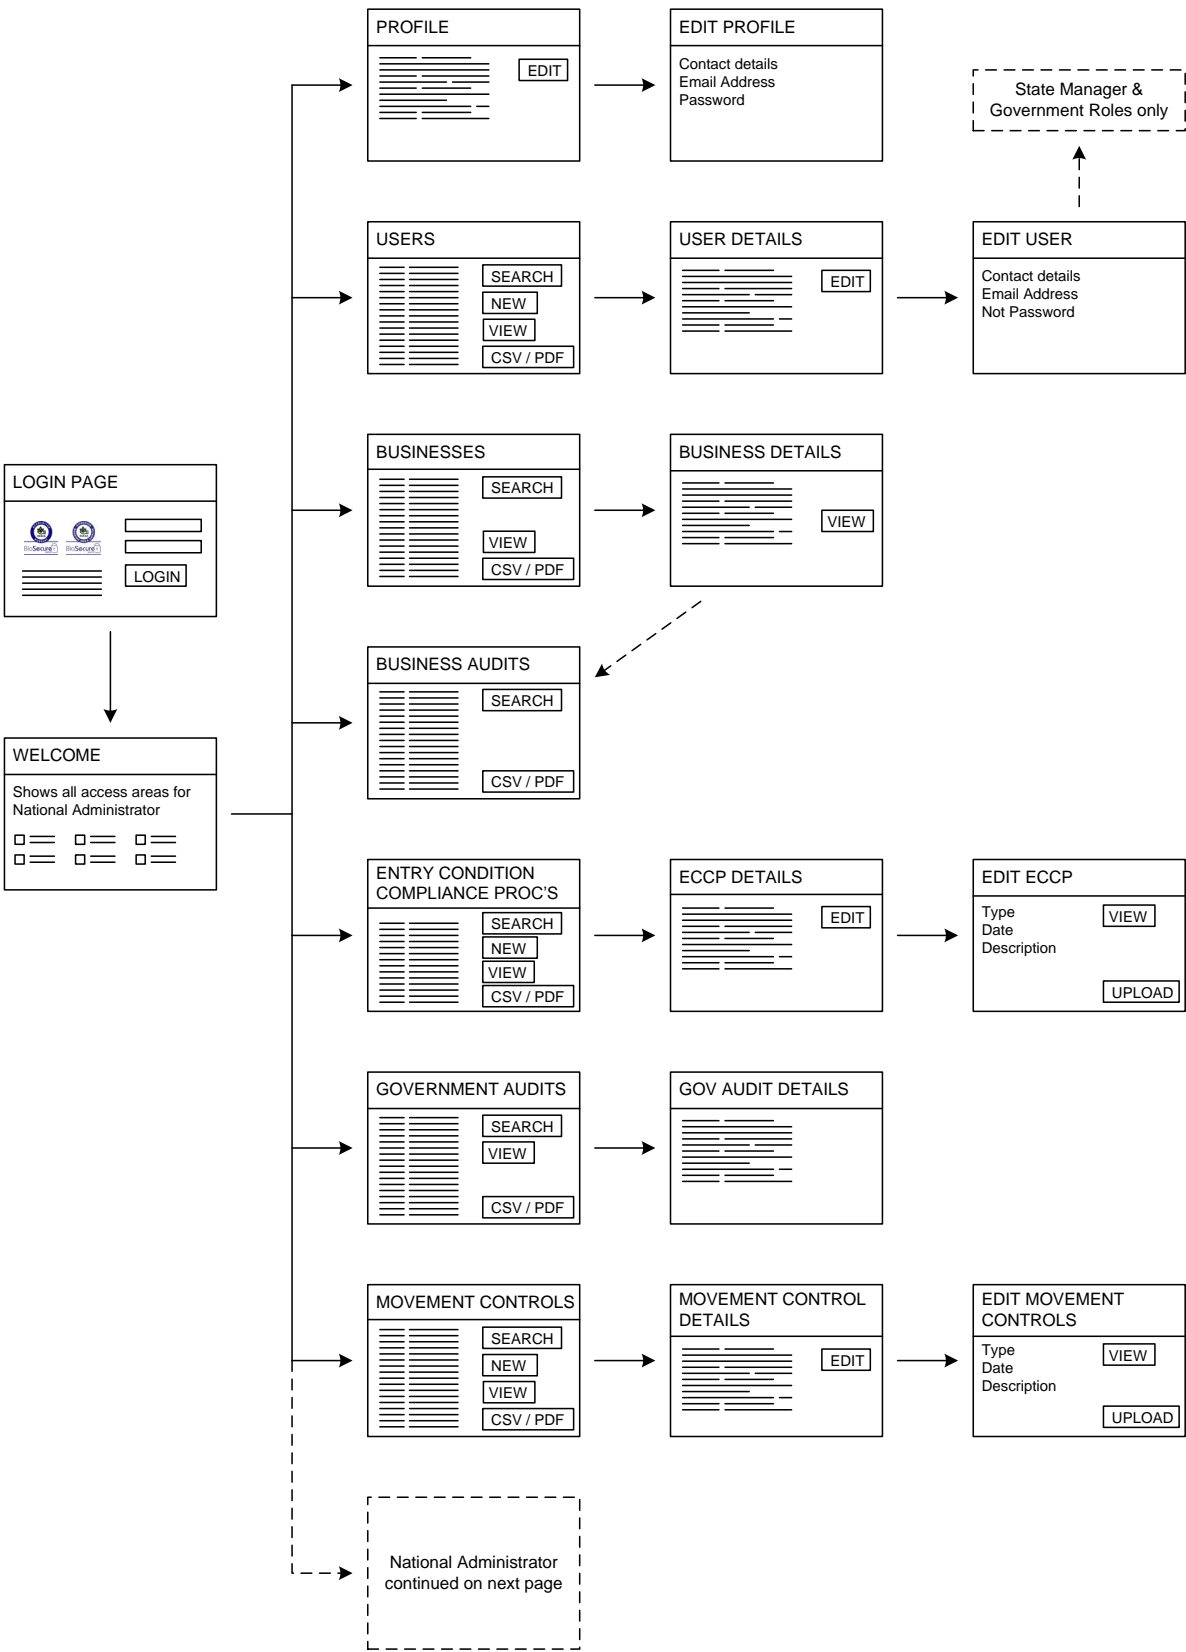 PROFILE
EDIT
EDIT PROFILE
Contact details
Email Address
Password
State Manager &
Government Roles only
USERS
SEARCH
NEW
VIEW
CSV / PDF
USER DETAILS
EDIT
EDIT USER
Contact details
Email Address
Not Password
BUSINESSES
SEARCH
VIEW
CSV / PDF
BUSINESS DETAILS
VIEW
LOGIN PAGE
BioSecure
BioSecure
LOGIN
BUSINESS AUDITS
SEARCH
CSV / PDF
WELCOME
Shows all access areas for
National Administrator
ENTRY CONDITION
COMPLIANCE PROC'S
SEARCH
NEW
VIEW
CSV / PDF
ECCP DETAILS
EDIT
EDIT ECCP
Type
Date
Description
VIEW
UPLOAD
GOVERNMENT AUDITS
SEARCH
VIEW
CSV / PDF
GOV AUDIT DETAILS
MOVEMENT CONTROLS
SEARCH
NEW
VIEW
CSV / PDF
MOVEMENT CONTROL
DETAILS
EDIT
EDIT MOVEMENT
CONTROLS
Type
Date
Description
VIEW
UPLOAD
National Administrator
continued on next page